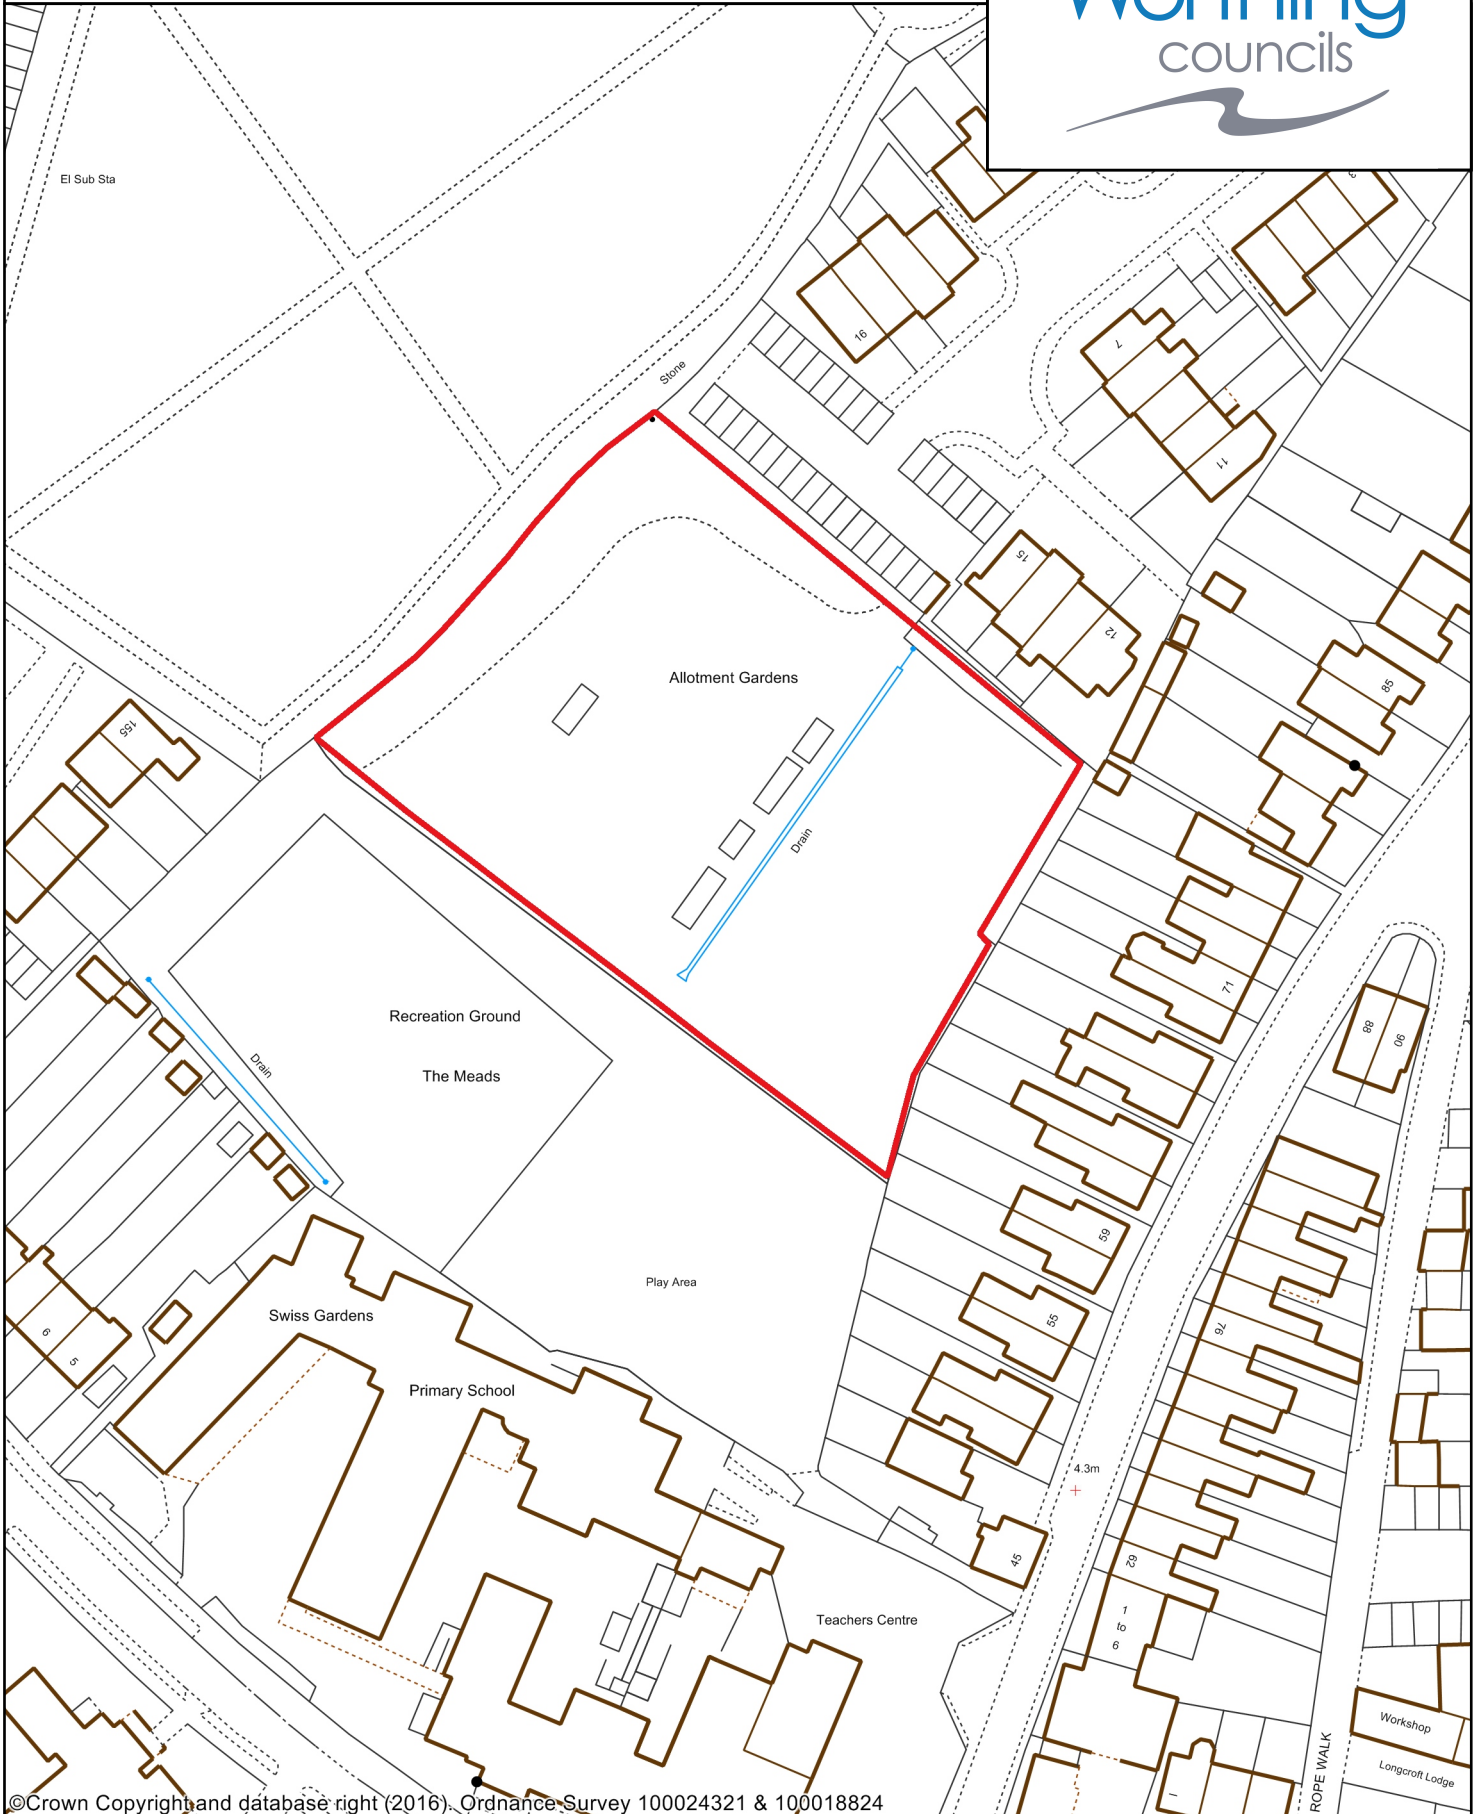 Worthing
councils
El Sub Sta
Stone
16
7
11
15
12
Allotment Gardens
Drain
155
85
71
Recreation Ground
The Meads
Drain
88
90
59
Play Area
55
Swiss Gardens
6
5
76
Primary School
4.3m
45
62
1
to
6
Teachers Centre
Workshop
Longcroft Lodge
ROPE WALK
©Crown Copyright and database right (2016). Ordnance Survey 100024321 & 100018824